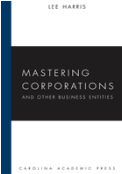 LEE HARRIS
MASTERING
CORPORATIONS
AND OTHER BUSINESS ENTITIES
CAROLINA ACADEMIC PRESS